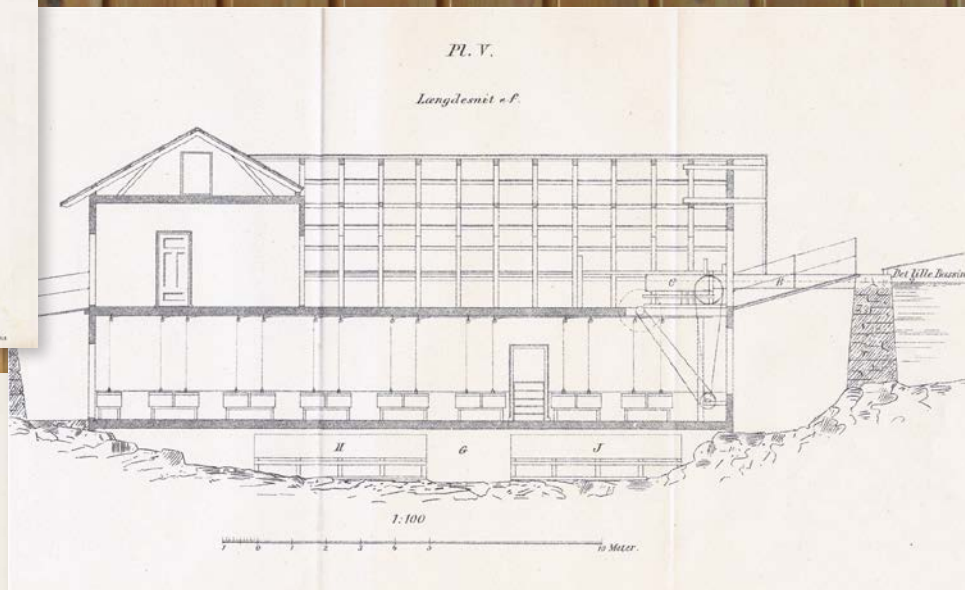 Pl. V.
Længdesnit e f.
C
R
Det lille Bassin
H
G
J
1:100
1 0 1 2 3 4 5 10 Meter.